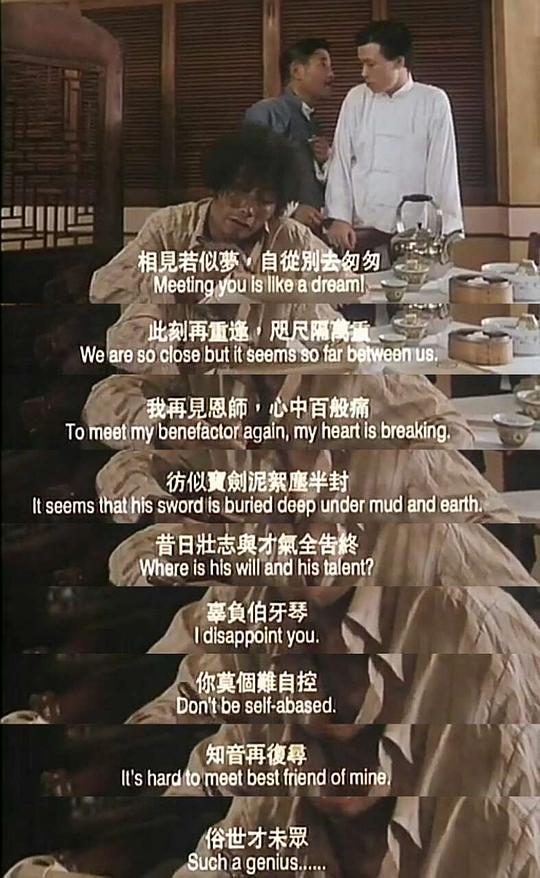 相見若似夢，自從別去匆匆
Meeting you is like a dream!
此刻再重逢，咫尺隔萬重
We are so close but it seems so far between us.
我再見恩師，心中百般痛
To meet my benefactor again, my heart is breaking.
彷似寶劍泥絮塵半封
It seems that his sword is buried deep under mud and earth.
昔日壯志與才氣全告終
Where is his will and his talent?
辜負伯牙琴
I disappoint you.
你莫個難自控
Don't be self-abased.
知音再復尋
It's hard to meet best friend of mine.
俗世才未眾
Such a genius......